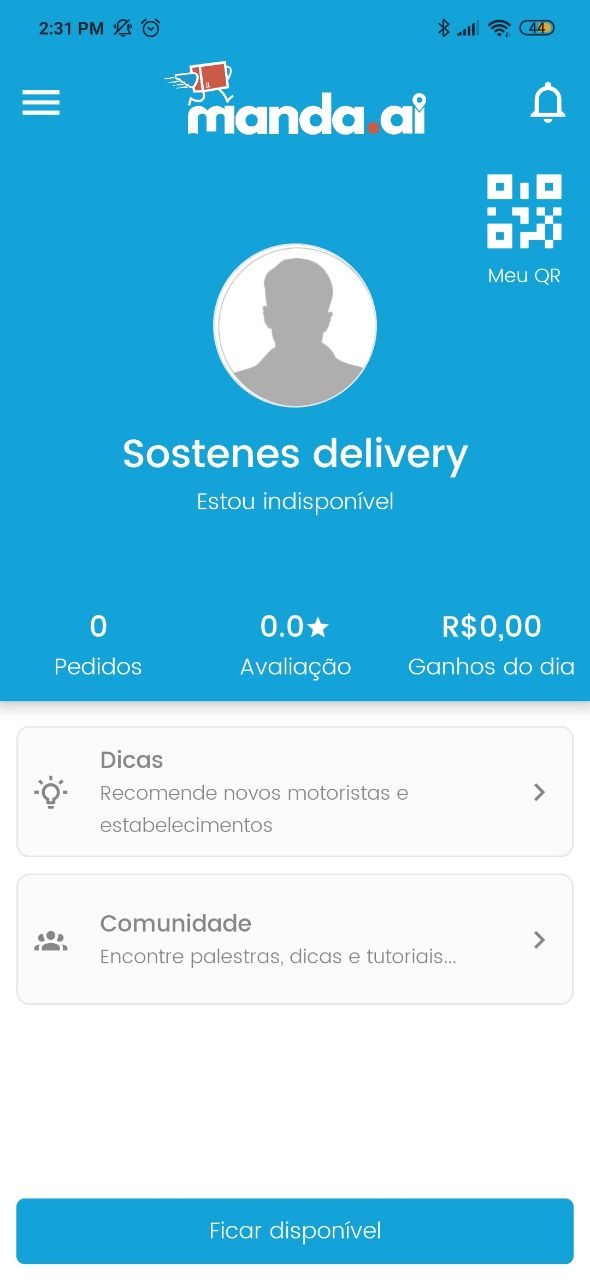 2:31 PM
44
manda.ai
Meu QR
Sostenes delivery
Estou indisponível
0
0.0★
R$0,00
Pedidos
Avaliação
Ganhos do dia
Dicas
Recomende novos motoristas e
estabelecimentos
Comunidade
Encontre palestras, dicas e tutoriais...
Ficar disponível